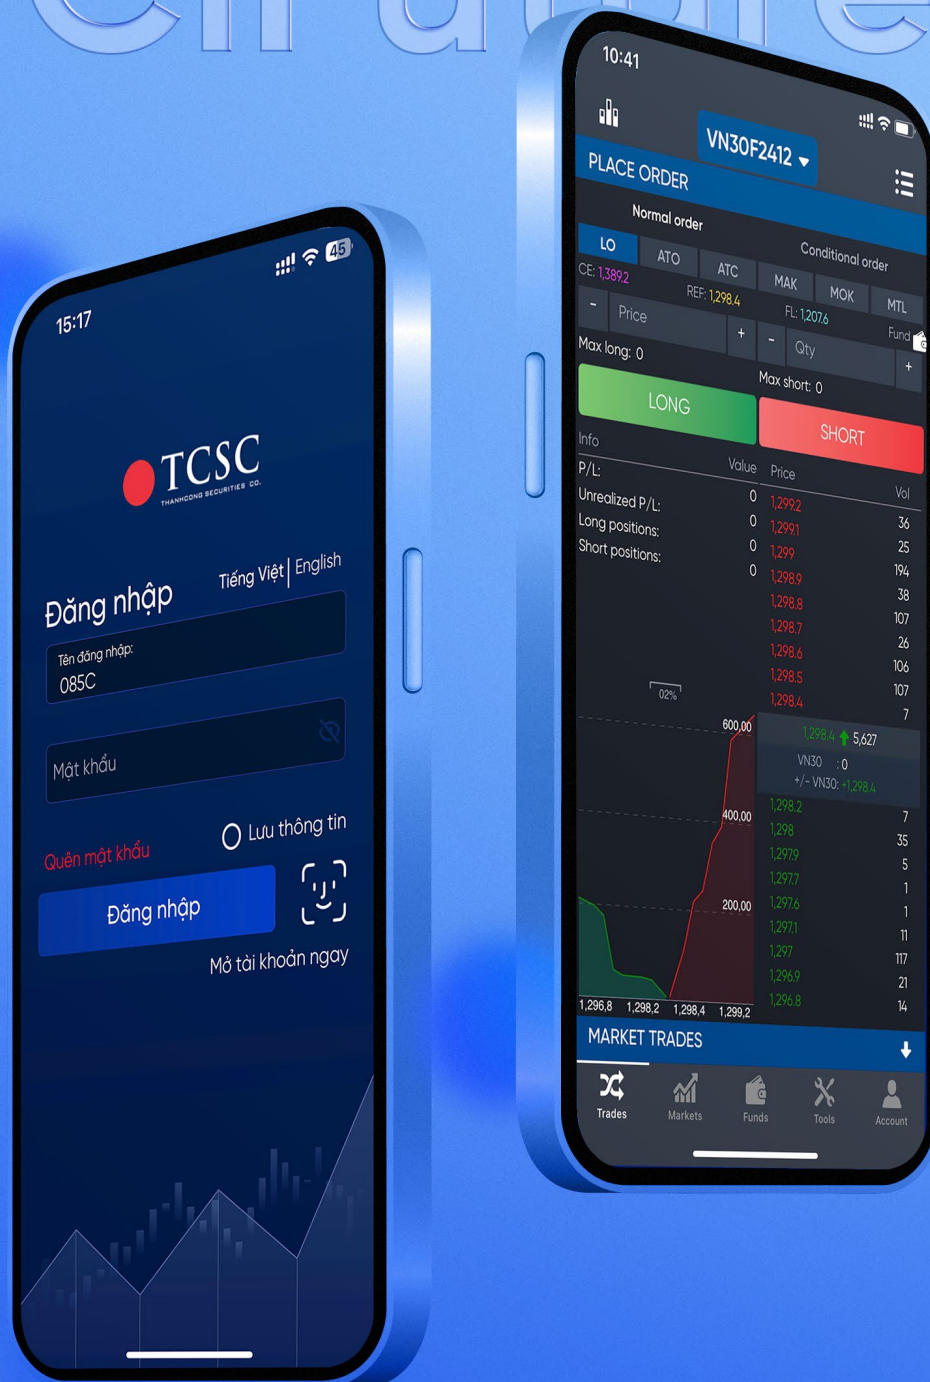 15:17
45
TCSC
THANHCONG SECURITIES CO.
Đăng nhập
Tiếng Việt | English
Tên đăng nhập:
085C
Mật khẩu
Quên mật khẩu
Lưu thông tin
Đăng nhập
Mở tài khoản ngay
10:41
VN30F2412
PLACE ORDER
Normal order Conditional order
LO ATO ATC MAK MOK MTL
CE: 1,389.2 REF: 1,298.4 FL: 1,207.6 Fund
- Price + - Qty +
Max long: 0 Max short: 0
LONG SHORT
Info Value
P/L: 0
Unrealized P/L: 0
Long positions: 0
Short positions: 0
02%
600,00
400,00
200,00
1,296,8 1,298,2 1,298,4 1,299,2
Price Vol
1,299.2 36
1,299.1 25
1,299 194
1,298.9 38
1,298.8 107
1,298.7 26
1,298.6 106
1,298.5 107
1,298.4 7
1,298.4 5,627
VN30 : 0
+/- VN30: +1,298.4
1,298.2 7
1,298 35
1,297.9 5
1,297.7 1
1,297.6 1
1,297.1 11
1,297 117
1,296.9 21
1,296.8 14
MARKET TRADES
Trades Markets Funds Tools Account